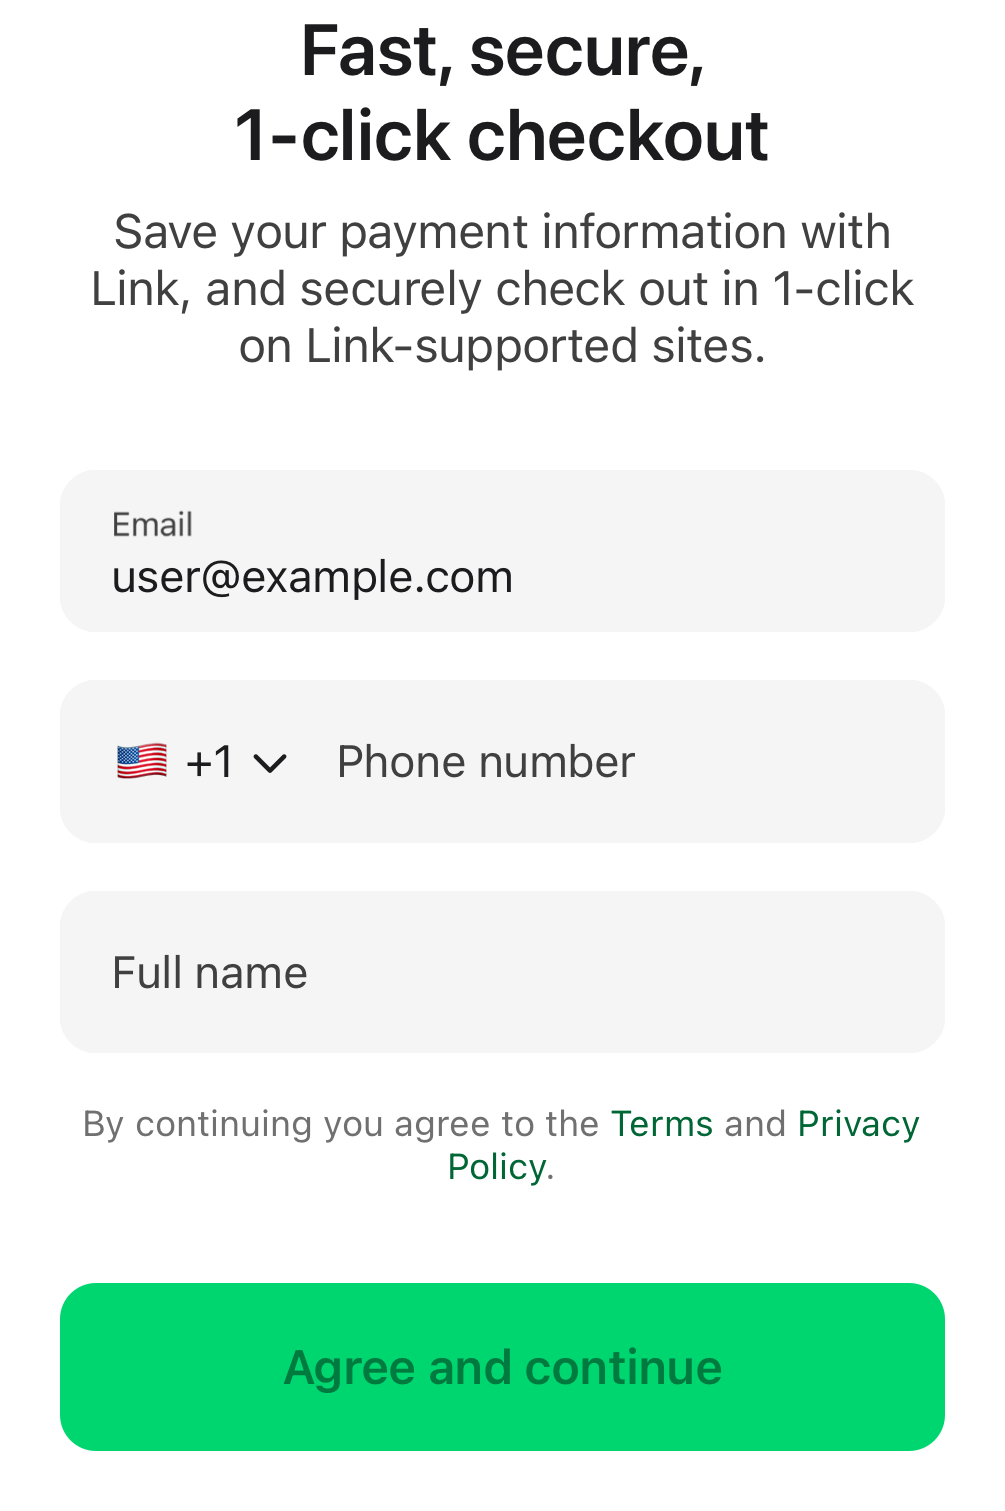 Fast, secure,
1-click checkout
Save your payment information with
Link, and securely check out in 1-click
on Link-supported sites.
Email
user@example.com
+1 Phone number
Full name
By continuing you agree to the Terms and Privacy
Policy.
Agree and continue